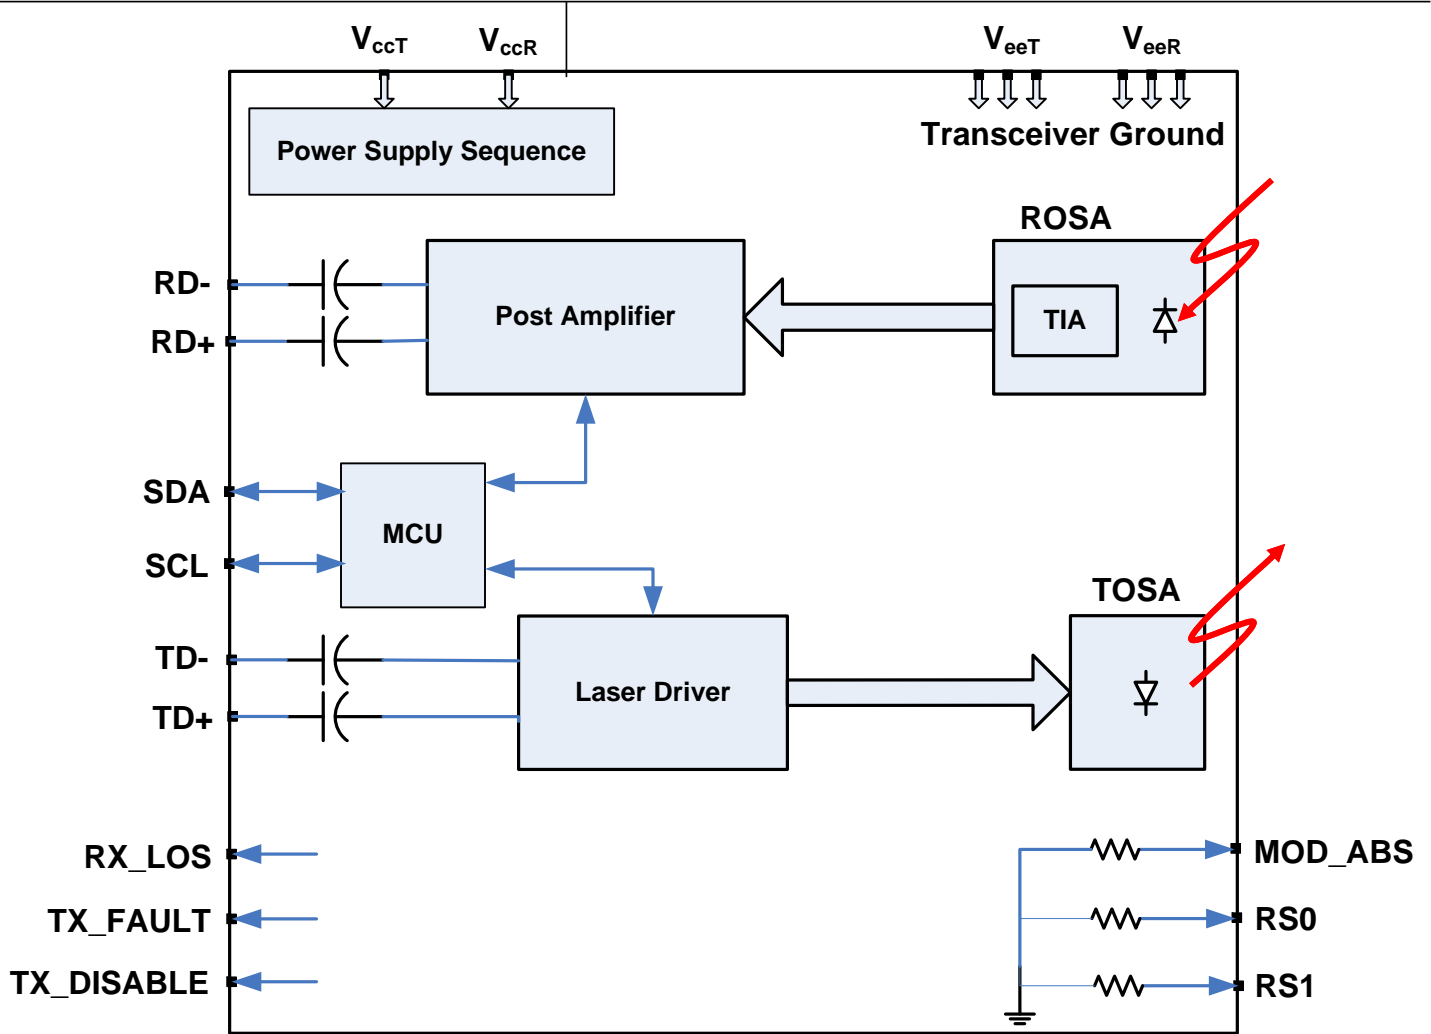 VccT
VccR
VeeT
VeeR
Power Supply Sequence
Transceiver Ground
ROSA
RD-
RD+
Post Amplifier
TIA
SDA
SCL
MCU
TOSA
TD-
TD+
Laser Driver
RX_LOS
TX_FAULT
TX_DISABLE
MOD_ABS
RS0
RS1